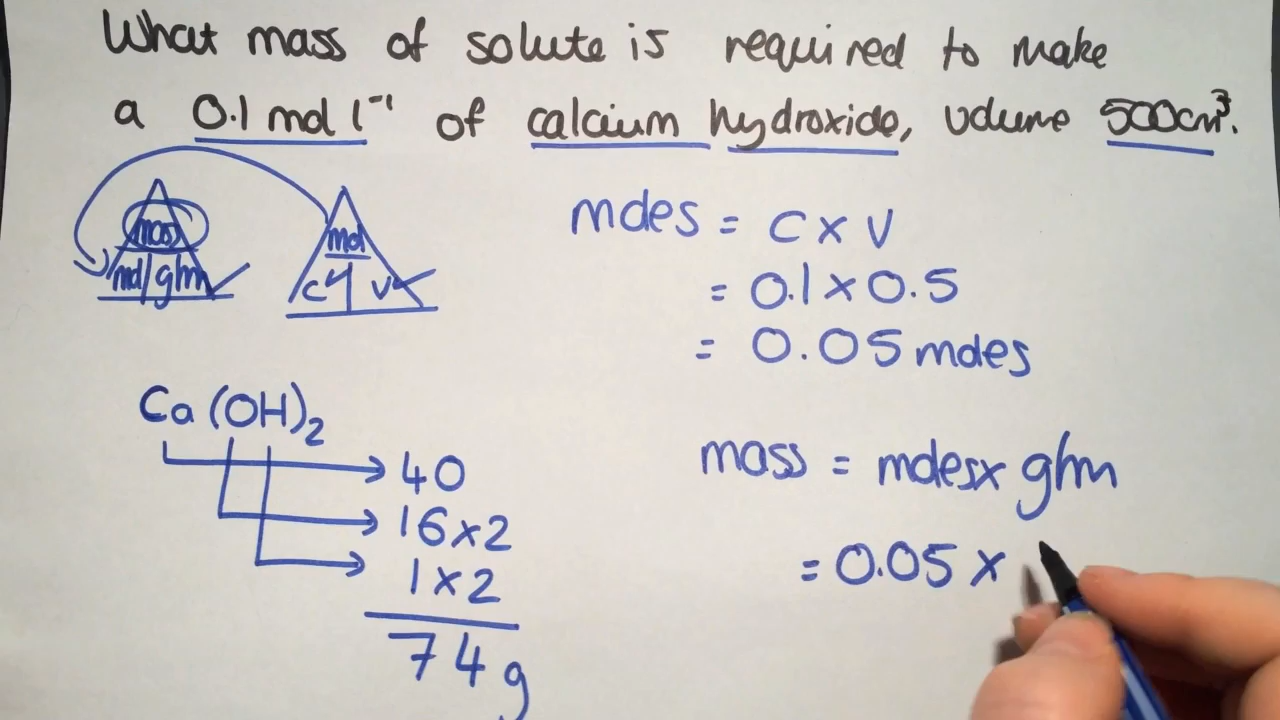 What mass of solute is required to make
a 0.1 mol l⁻¹ of calcium hydroxide, volume 500cm³.
mass
mol gfm
mol
c v
moles = C x V
= 0.1 x 0.5
= 0.05 moles
Ca(OH)₂
40
16x2
1x2
74g
mass = moles x gfm
= 0.05 x